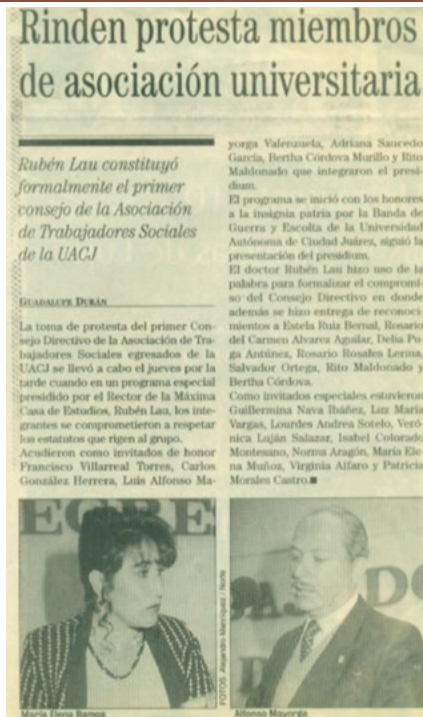 Rinden protesta miembros
de asociación universitaria
Rubén Lau constituyó
formalmente el primer
consejo de la Asociación
de Trabajadores Sociales
de la UACJ
GUADALUPE DURÁN
La toma de protesta del primer Con-
sejo Directivo de la Asociación de Tra-
bajadores Sociales egresados de la
UACJ se llevó a cabo el jueves por la
tarde cuando en un programa especial
presidido por el Rector de la Máxima
Casa de Estudios, Rubén Lau, los inte-
grantes se comprometieron a respetar
los estatutos que rigen al grupo.
Acudieron como invitados de honor
Francisco Villarreal Torres, Carlos
González Herrera, Luis Alfonso Ma-
yorga Valenzuela, Adriana Saucedo
García, Bertha Córdova Murillo y Rito
Maldonado que integraron el presi-
dium.
El programa se inició con los honores
a la insignia patria por la Banda de
Guerra y Escolta de la Universidad
Autónoma de Ciudad Juárez, siguió la
presentación del presidium.
El doctor Rubén Lau hizo uso de la
palabra para formalizar el compromi-
so del Consejo Directivo en donde
además se hizo entrega de reconoci-
mientos a Estela Ruiz Bernal, Rosario
del Carmen Alvarez Aguilar, Delia Pu-
ga Antúnez, Rosario Rosales Lerma,
Salvador Ortega, Rito Maldonado y
Bertha Córdova.
Como invitados especiales estuvieron
Guillermina Nava Ibáñez, Luz María
Vargas, Lourdes Andrea Sotelo, Veró-
nica Luján Salazar, Isabel Colorado
Montesano, Norma Aragón, María Ele-
na Muñoz, Virginia Alfaro y Patricia
Morales Castro.■
EGRES
FOTOS: Alejandro Manríquez / Norte
María Elena Ramos
Alfonso Mayorga